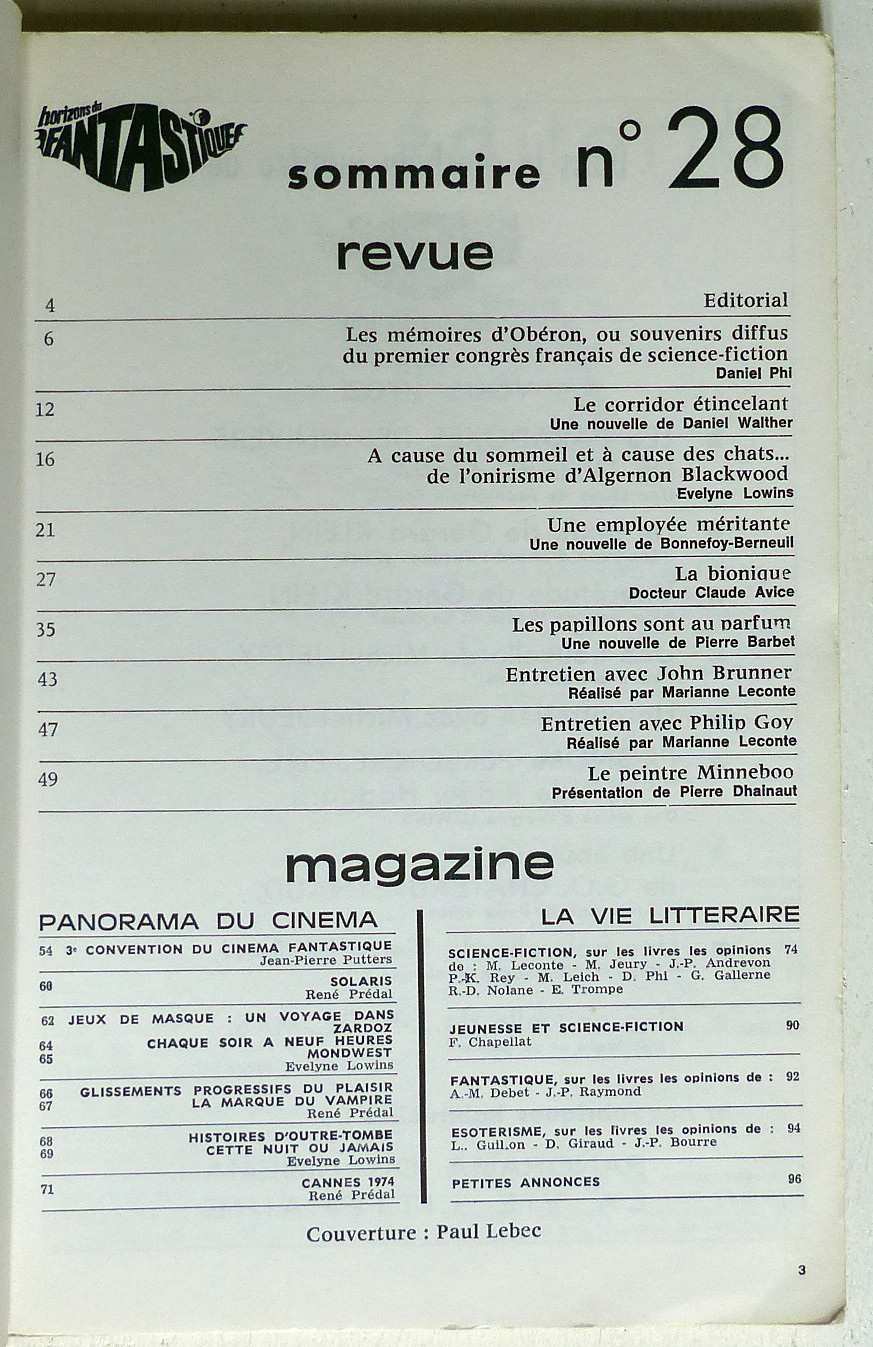 horizons du
FANTASTIQUE
sommaire n° 28
revue
4 Editorial
6 Les mémoires d'Obéron, ou souvenirs diffus
du premier congrès français de science-fiction
Daniel Phi
12 Le corridor étincelant
Une nouvelle de Daniel Walther
16 A cause du sommeil et à cause des chats...
de l'onirisme d'Algernon Blackwood
Evelyne Lowins
21 Une employée méritante
Une nouvelle de Bonnefoy-Berneuil
27 La bionique
Docteur Claude Avice
35 Les papillons sont au parfum
Une nouvelle de Pierre Barbet
43 Entretien avec John Brunner
Réalisé par Marianne Leconte
47 Entretien avec Philip Goy
Réalisé par Marianne Leconte
49 Le peintre Minneboo
Présentation de Pierre Dhainaut
magazine
PANORAMA DU CINEMA
54 3e CONVENTION DU CINEMA FANTASTIQUE
Jean-Pierre Putters
60 SOLARIS
René Prédal
62 JEUX DE MASQUE : UN VOYAGE DANS
ZARDOZ
64 CHAQUE SOIR A NEUF HEURES
65 MONDWEST
Evelyne Lowins
66 GLISSEMENTS PROGRESSIFS DU PLAISIR
67 LA MARQUE DU VAMPIRE
René Prédal
68 HISTOIRES D'OUTRE-TOMBE
69 CETTE NUIT OU JAMAIS
Evelyne Lowins
71 CANNES 1974
René Prédal
LA VIE LITTERAIRE
SCIENCE-FICTION, sur les livres les opinions 74
de : M. Leconte - M. Jeury - J.-P. Andrevon
P.-K. Rey - M. Leich - D. Phi - G. Gallerne
R.-D. Nolane - E. Trompe
JEUNESSE ET SCIENCE-FICTION 90
F. Chapellat
FANTASTIQUE, sur les livres les opinions de : 92
A.-M. Debet - J.-P. Raymond
ESOTERISME, sur les livres les opinions de : 94
L.. Guillon - D. Giraud - J.-P. Bourre
PETITES ANNONCES 96
Couverture : Paul Lebec
3